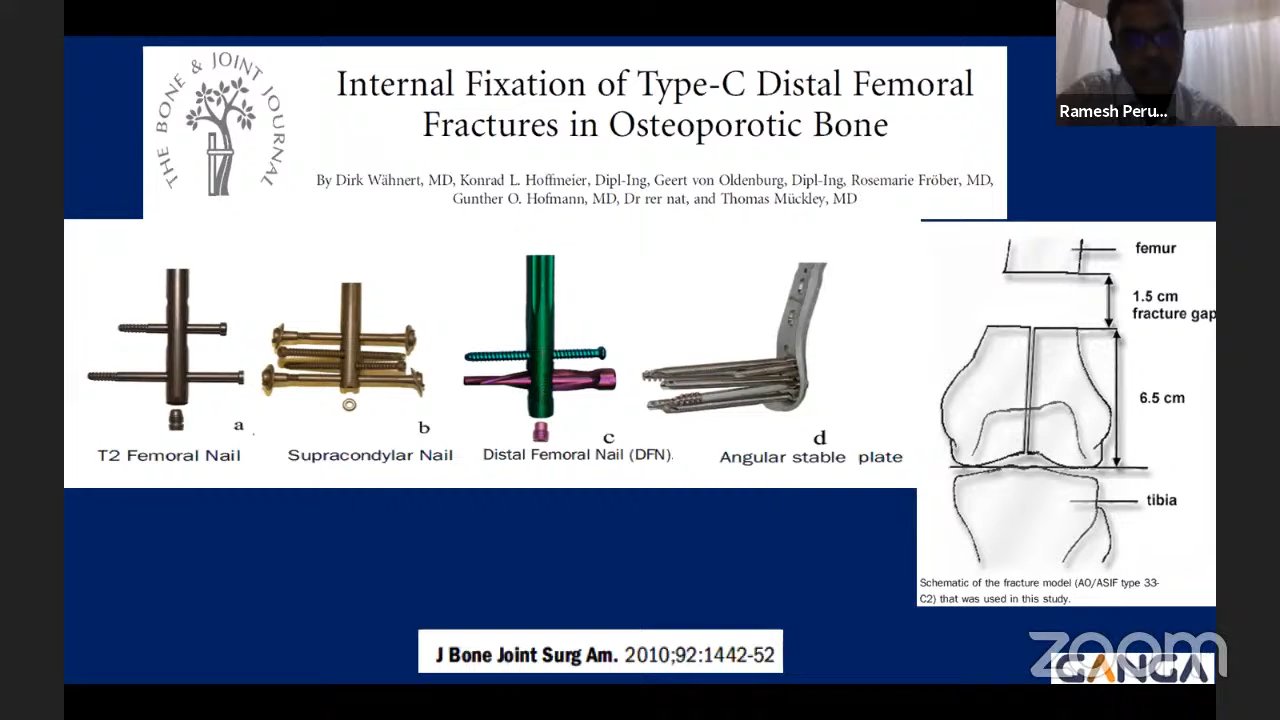 THE BONE & JOINT JOURNAL
Internal Fixation of Type-C Distal Femoral
Fractures in Osteoporotic Bone
By Dirk Wähnert, MD, Konrad L. Hoffmeier, Dipl-Ing, Geert von Oldenburg, Dipl-Ing, Rosemarie Fröber, MD,
Gunther O. Hofmann, MD, Dr rer nat, and Thomas Mückley, MD
Ramesh Peru...
a
T2 Femoral Nail
b
Supracondylar Nail
c
Distal Femoral Nail (DFN).
d
Angular stable plate
femur
1.5 cm
fracture gap
6.5 cm
tibia
Schematic of the fracture model (AO/ASIF type 33-
C2) that was used in this study.
J Bone Joint Surg Am. 2010;92:1442-52
zoom
GANGA